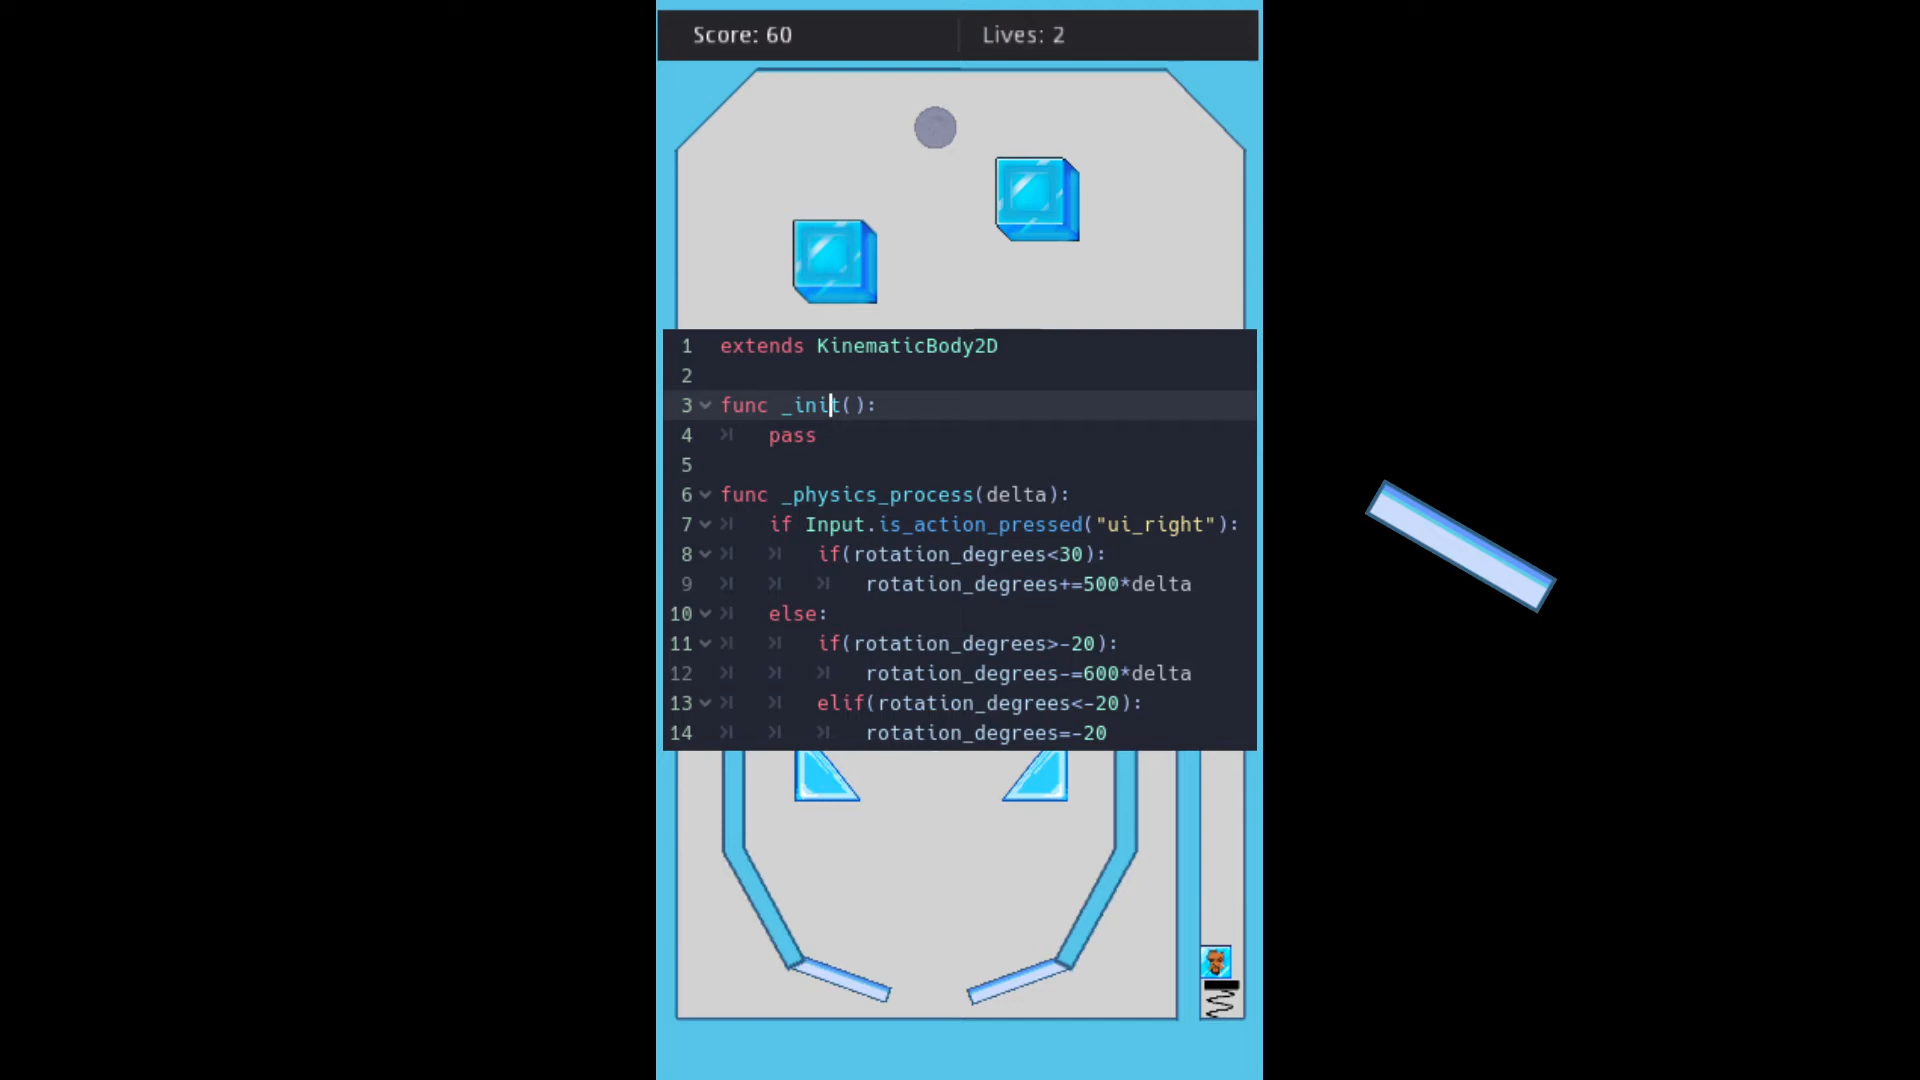 Score: 60
Lives: 2
1 extends KinematicBody2D
2
3 func _init():
4 pass
5
6 func _physics_process(delta):
7 if Input.is_action_pressed("ui_right"):
8 if(rotation_degrees<30):
9 rotation_degrees+=500*delta
10 else:
11 if(rotation_degrees>-20):
12 rotation_degrees-=600*delta
13 elif(rotation_degrees<-20):
14 rotation_degrees=-20